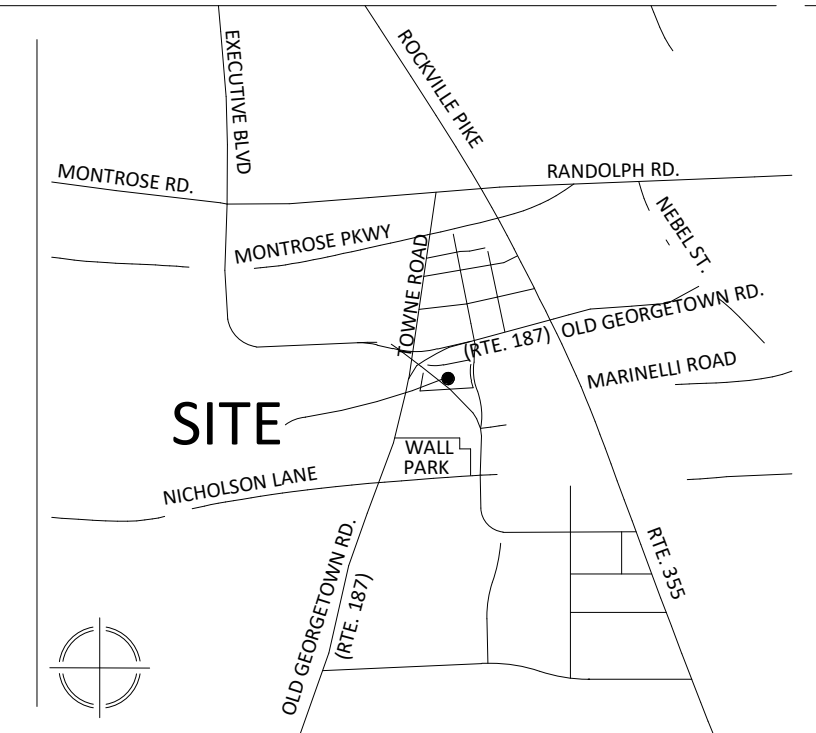 EXECUTIVE BLVD
ROCKVILLE PIKE
MONTROSE RD.
RANDOLPH RD.
NEBEL ST.
MONTROSE PKWY
TOWNE ROAD
OLD GEORGETOWN RD.
(RTE. 187)
MARINELLI ROAD
SITE
WALL
PARK
NICHOLSON LANE
RTE. 355
OLD GEORGETOWN RD.
(RTE. 187)